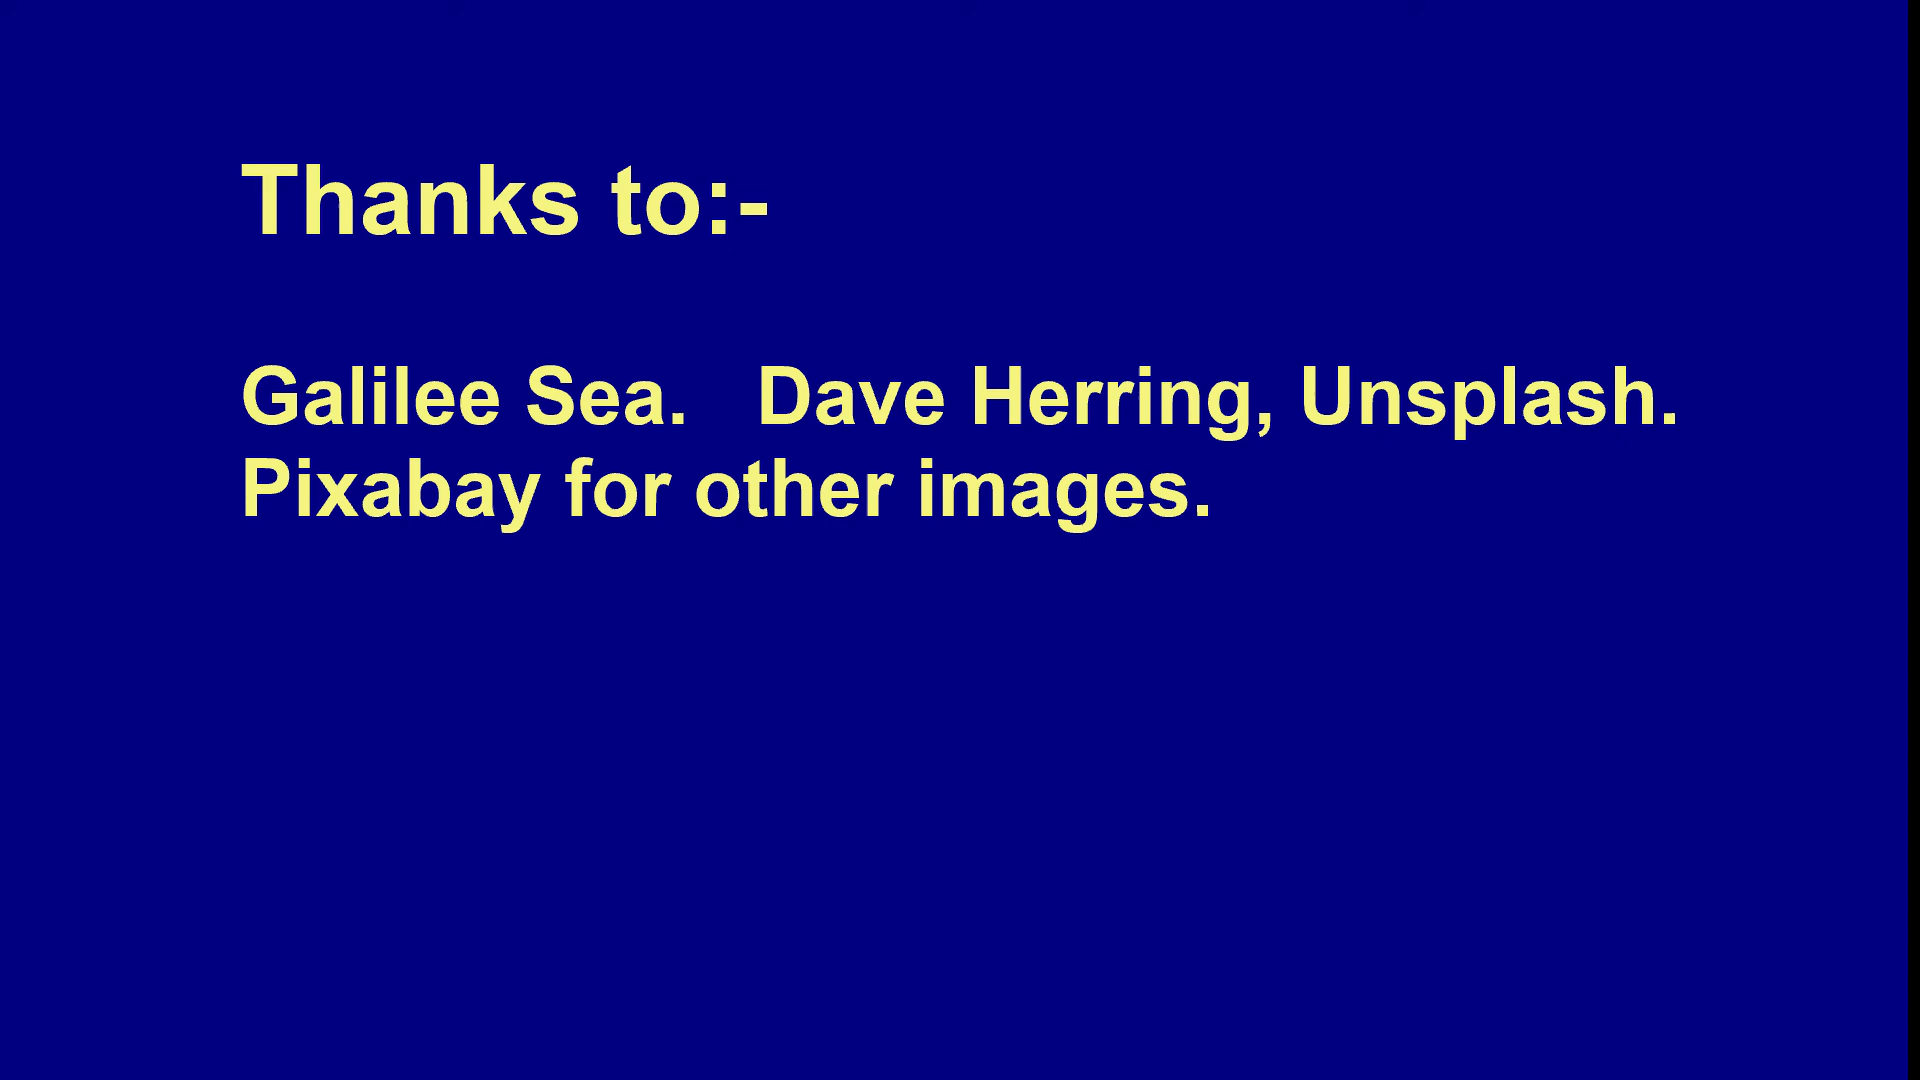 Thanks to:-
Galilee Sea.   Dave Herring, Unsplash.
Pixabay for other images.